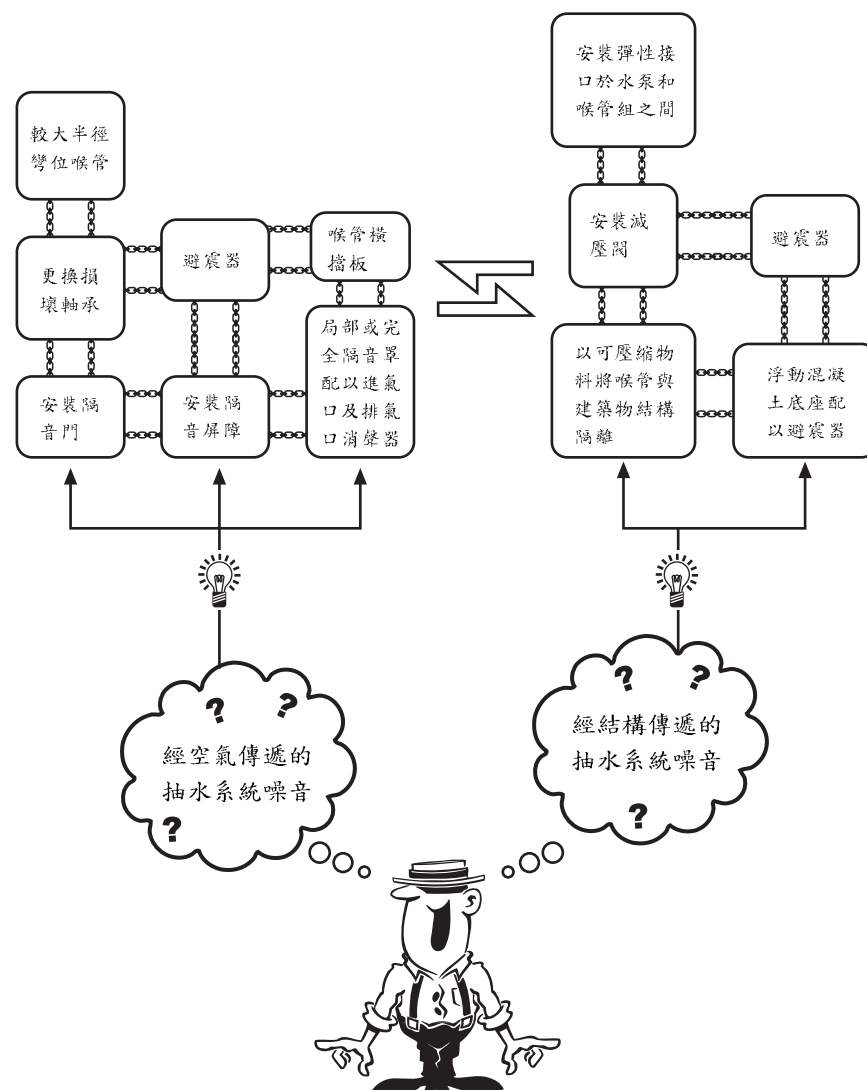 較大半徑
彎位喉管
更換損
壞軸承
安裝隔
音門
避震器
安裝隔
音屏障
喉管橫
擋板
局部或完
全隔音罩
配以進氣
口及排氣
口消聲器
安裝彈性接
口於水泵和
喉管組之間
安裝減
壓閥
避震器
以可壓縮物
料將喉管與
建築物結構
隔離
浮動混凝
土底座配
以避震器
? ?
經空氣傳遞的
抽水系統噪音
?
? ?
經結構傳遞的
抽水系統噪音
?